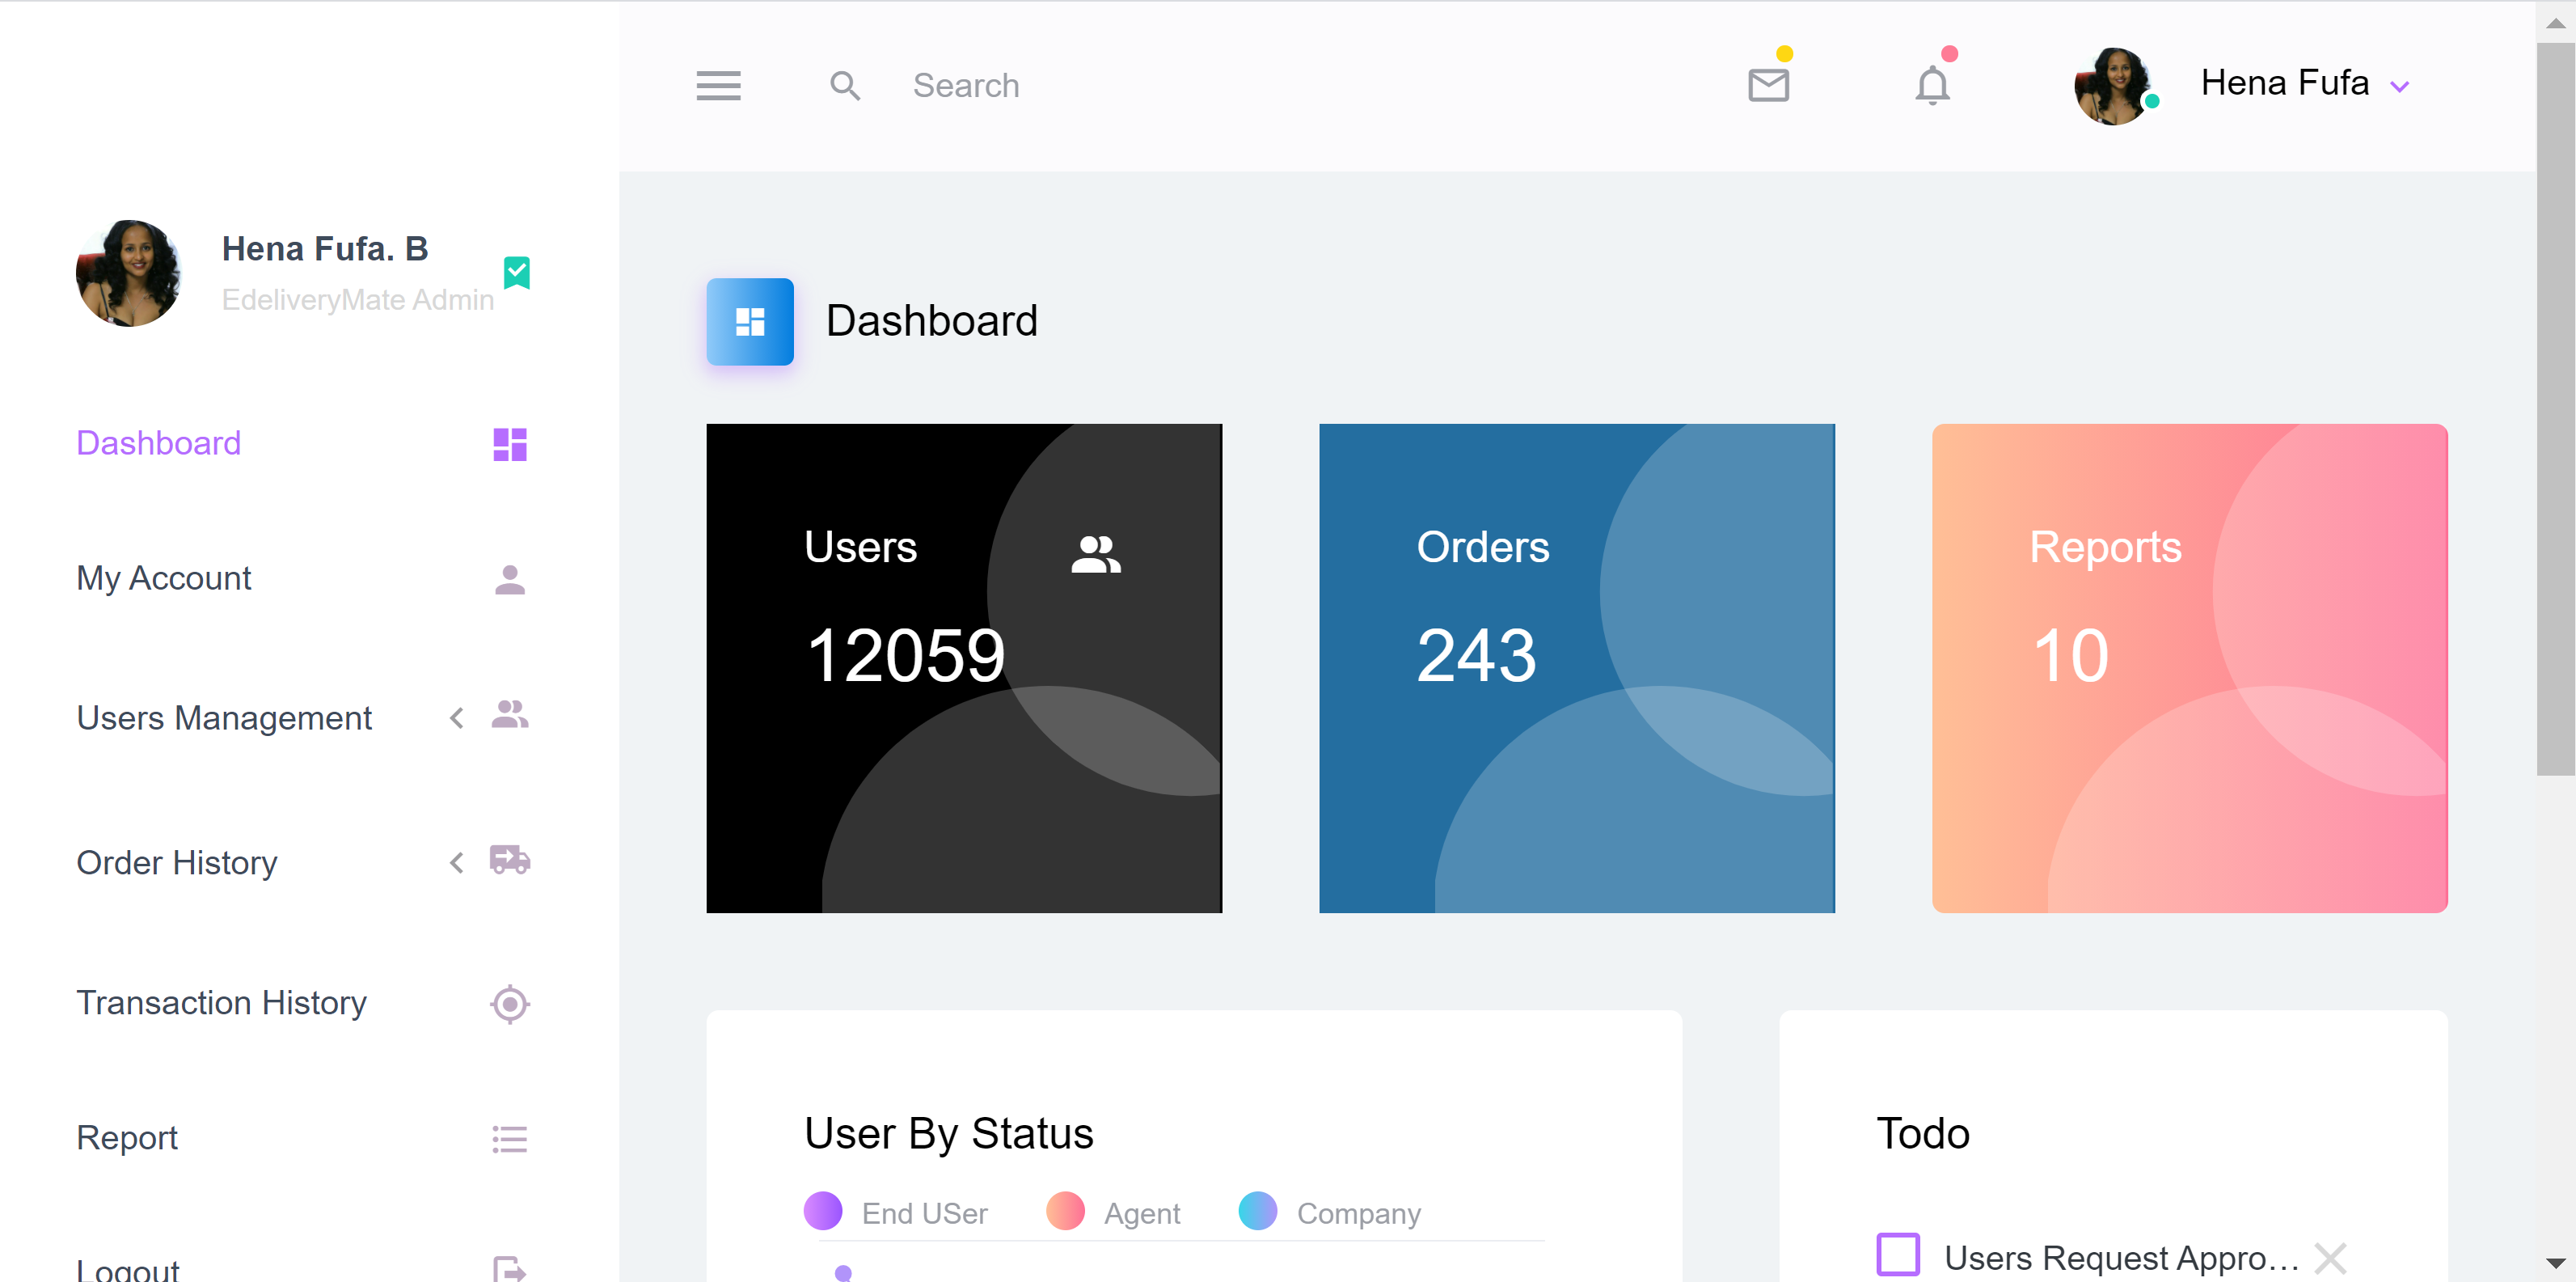 Search
Hena Fufa
Hena Fufa. B
EdeliveryMate Admin
Dashboard
My Account
Users Management
Order History
Transaction History
Report
Logout
Dashboard
Users
12059
Orders
243
Reports
10
User By Status
End USer
Agent
Company
Todo
Users Request Appro...